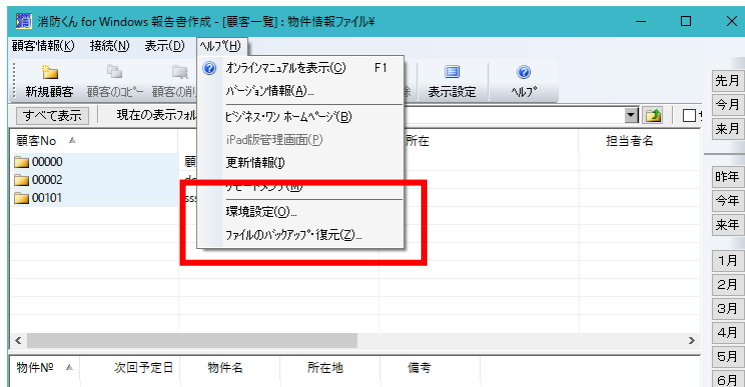 消防くん for Windows 報告書作成 - [顧客一覧] : 物件情報ファイル¥
顧客情報(K) 接続(N) 表示(D) ヘルプ(H)
新規顧客 顧客のコピー 顧客の削 表示設定 ヘルプ
オンラインマニュアルを表示(C) F1
バージョン情報(A)...
ビジネス・ワン ホームページ(B)
iPad版管理画面(P)
更新情報(I)
リモートメンテ(M)
環境設定(O)...
ファイルのバックアップ・復元(Z)...
すべて表示 現在の表示フォル
顧客No 所在 担当者名
00000
00002
00101
物件No 次回予定日 物件名 所在地 備考
先月
今月
来月
昨年
今年
来年
1月
2月
3月
4月
5月
6月